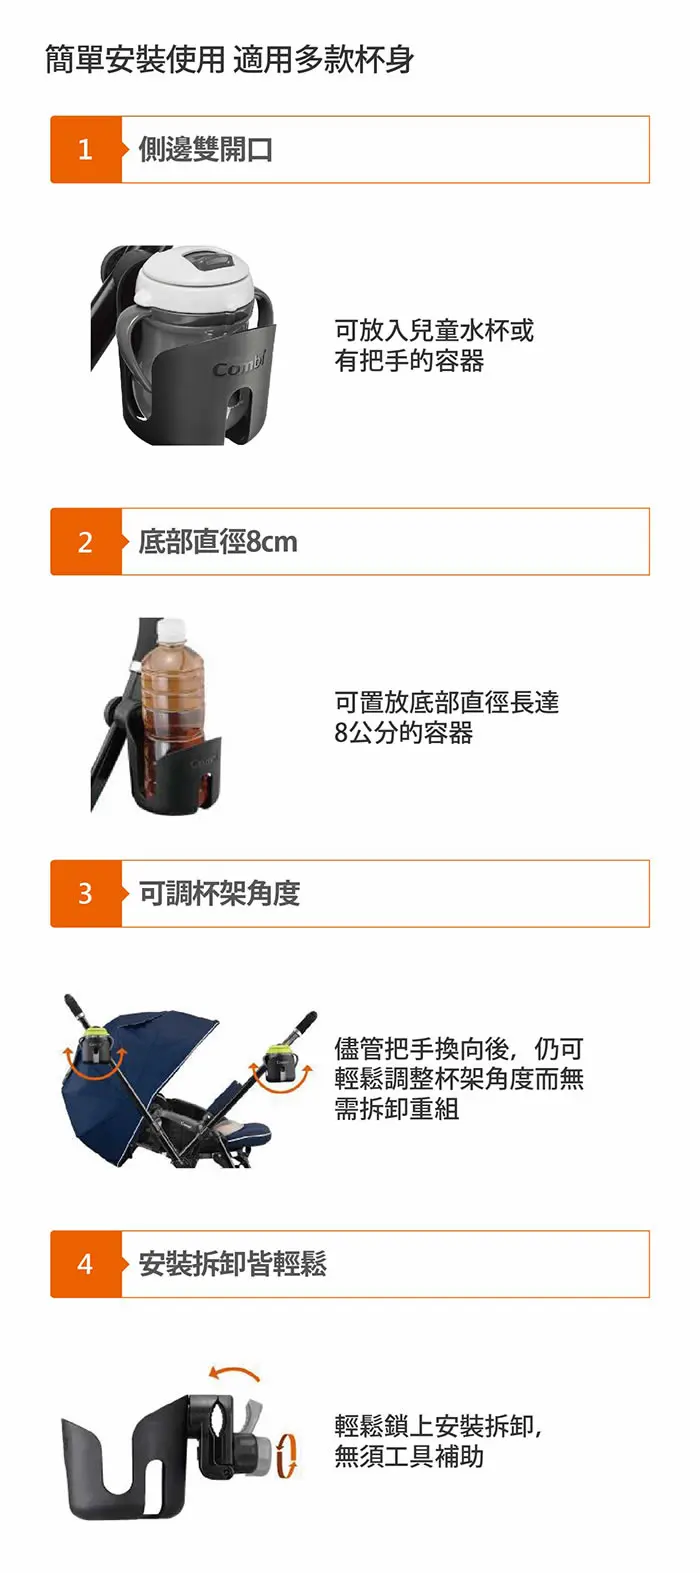 簡單安裝使用 適用多款杯身
1 側邊雙開口
Combi
可放入兒童水杯或
有把手的容器
2 底部直徑8cm
Combi
可置放底部直徑長達
8公分的容器
3 可調杯架角度
儘管把手換向後，仍可
輕鬆調整杯架角度而無
需拆卸重組
4 安裝拆卸皆輕鬆
輕鬆鎖上安裝拆卸,
無須工具補助